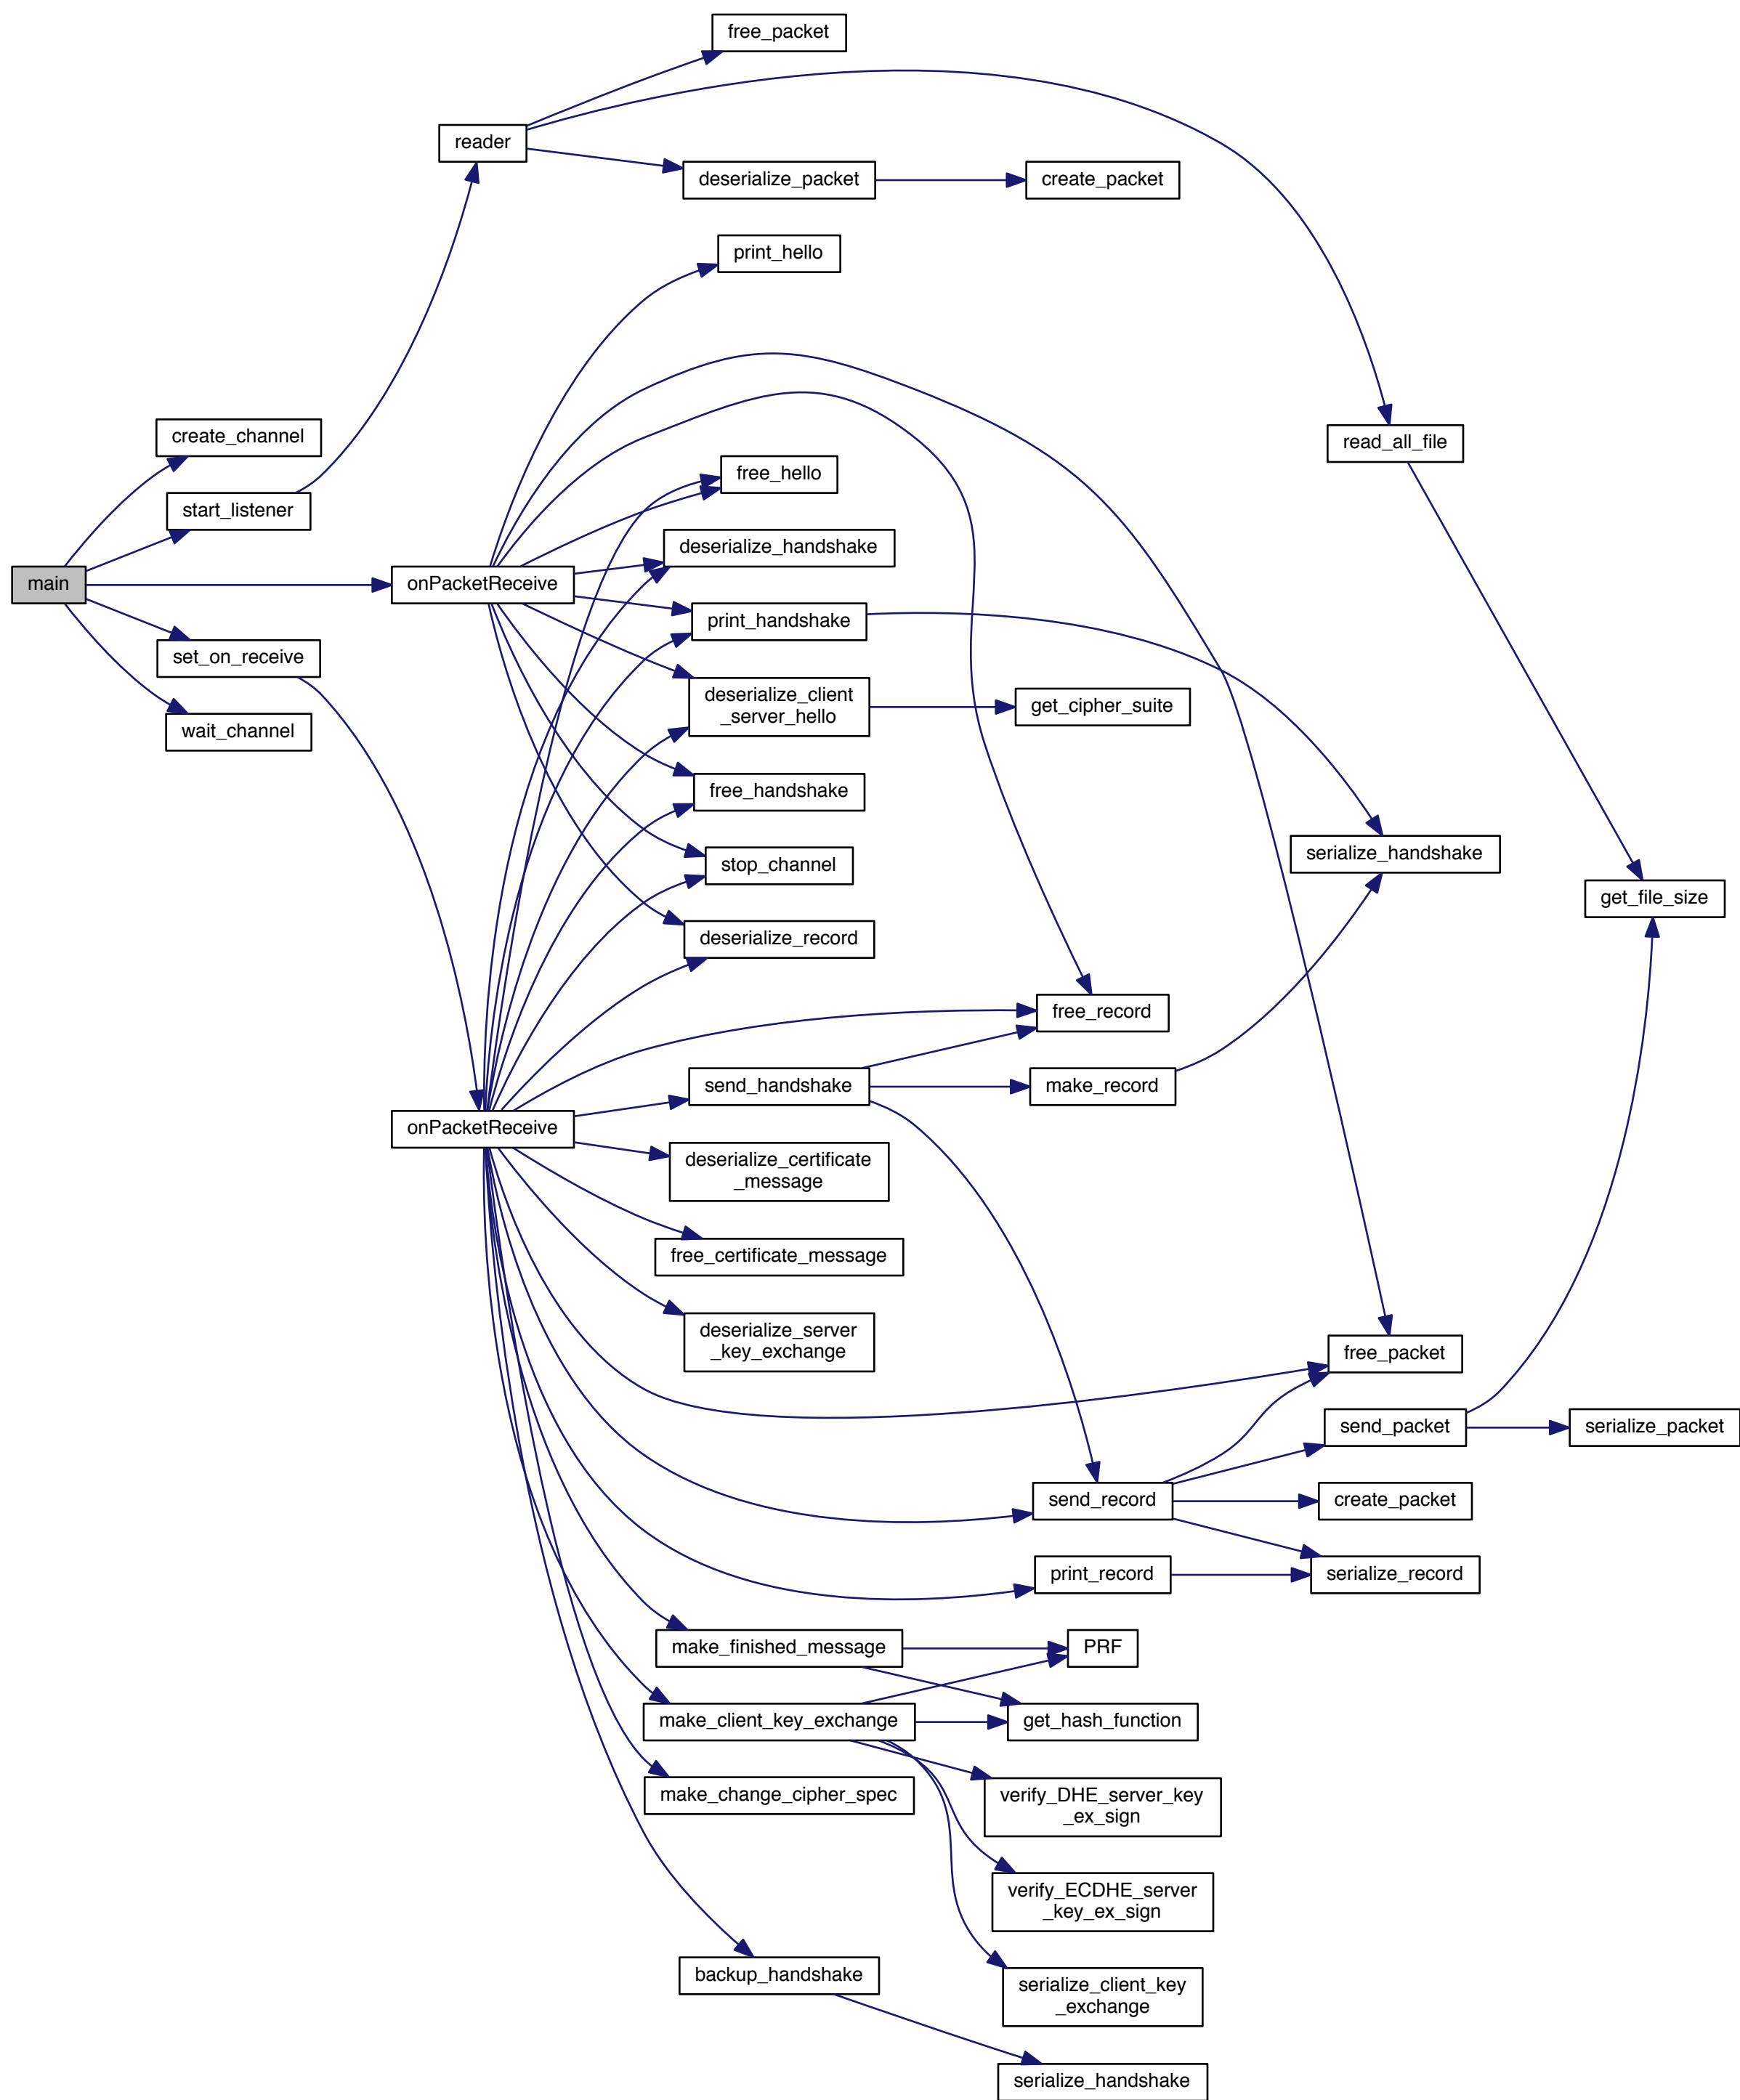 free_packet
reader
deserialize_packet
create_packet
print_hello
create_channel
read_all_file
free_hello
start_listener
deserialize_handshake
main
onPacketReceive
print_handshake
set_on_receive
deserialize_client
_server_hello
get_cipher_suite
wait_channel
free_handshake
serialize_handshake
stop_channel
get_file_size
deserialize_record
free_record
send_handshake
make_record
onPacketReceive
deserialize_certificate
_message
free_certificate_message
deserialize_server
_key_exchange
free_packet
send_packet
serialize_packet
send_record
create_packet
print_record
serialize_record
make_finished_message
PRF
make_client_key_exchange
get_hash_function
make_change_cipher_spec
verify_DHE_server_key
_ex_sign
verify_ECDHE_server
_key_ex_sign
backup_handshake
serialize_client_key
_exchange
serialize_handshake